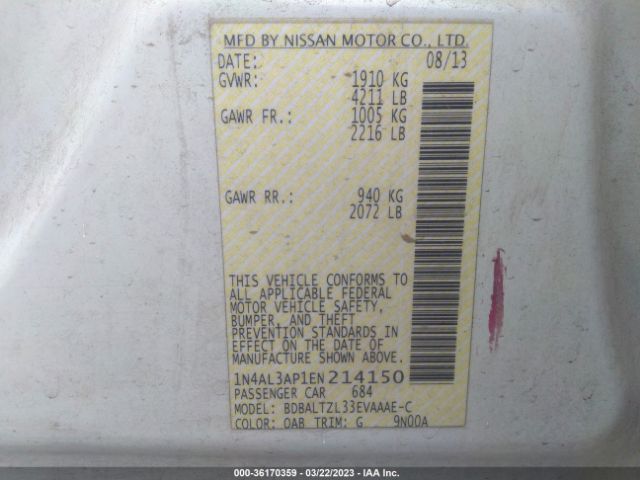 MFD BY NISSAN MOTOR CO., LTD.
DATE: 08/13
GVWR: 1910 KG
4211 LB
GAWR FR.: 1005 KG
2216 LB
GAWR RR.: 940 KG
2072 LB
THIS VEHICLE CONFORMS TO
ALL APPLICABLE FEDERAL
MOTOR VEHICLE SAFETY,
BUMPER, AND THEFT
PREVENTION STANDARDS IN
EFFECT ON THE DATE OF
MANUFACTURE SHOWN ABOVE.
1N4AL3AP1EN214150
PASSENGER CAR 684
MODEL: BDBALTZL33EVAAAE-C
COLOR: QAB TRIM: G 9N00A
000-36170359 - 03/22/2023 - IAA Inc.